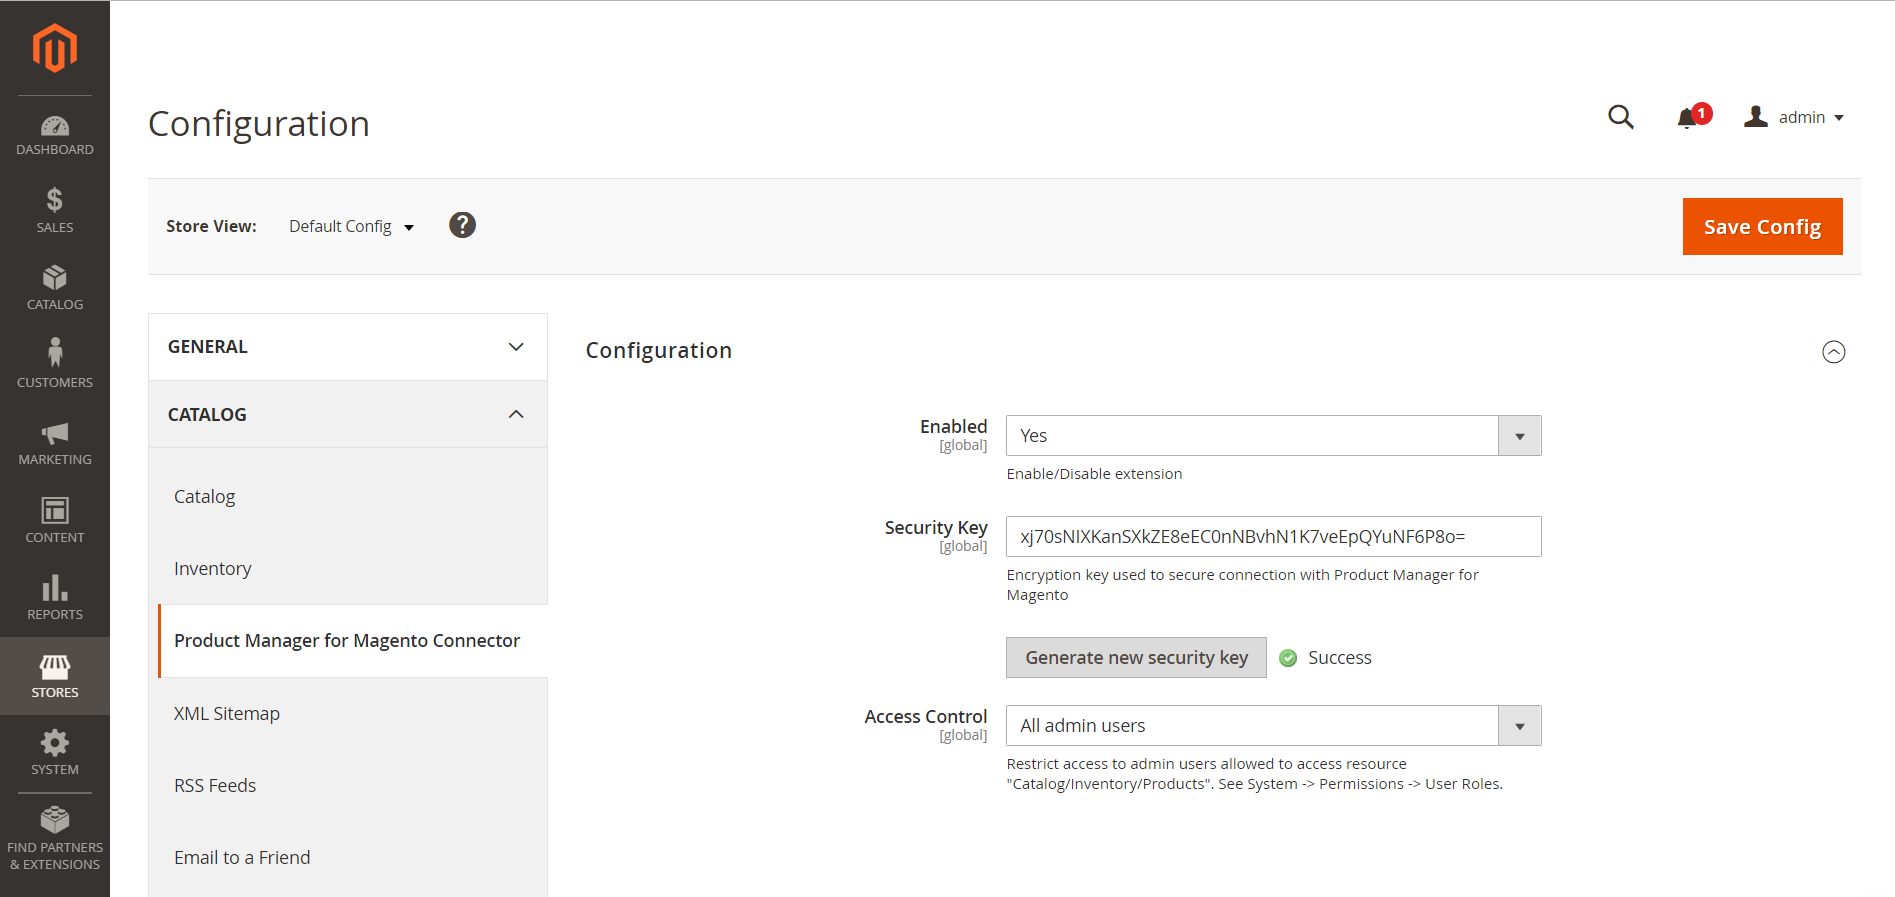 DASHBOARD
SALES
CATALOG
CUSTOMERS
MARKETING
CONTENT
REPORTS
STORES
SYSTEM
FIND PARTNERS
& EXTENSIONS
Configuration
1
admin
Store View:
Default Config
?
Save Config
GENERAL
CATALOG
Catalog
Inventory
Product Manager for Magento Connector
XML Sitemap
RSS Feeds
Email to a Friend
Configuration
Enabled
[global]
Yes
Enable/Disable extension
Security Key
[global]
xj70sNIXKanSXkZE8eEC0nNBvhN1K7veEpQYuNF6P8o=
Encryption key used to secure connection with Product Manager for
Magento
Generate new security key
Success
Access Control
[global]
All admin users
Restrict access to admin users allowed to access resource
"Catalog/Inventory/Products". See System -> Permissions -> User Roles.